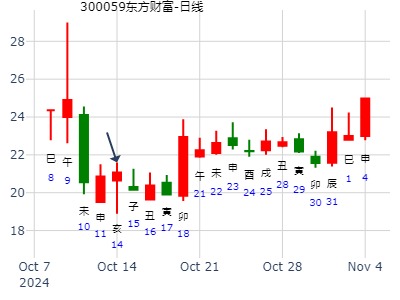 300059东方财富-日线
28
26
24
22
20
18
巳
8
午
9
未
10
申
11
亥
14
子
15
丑
16
寅
17
卯
18
午
21
未
22
申
23
酉
24
戌
25
丑
28
寅
29
卯
30
辰
31
巳
1
申
4
Oct 7
2024
Oct 14
Oct 21
Oct 28
Nov 4